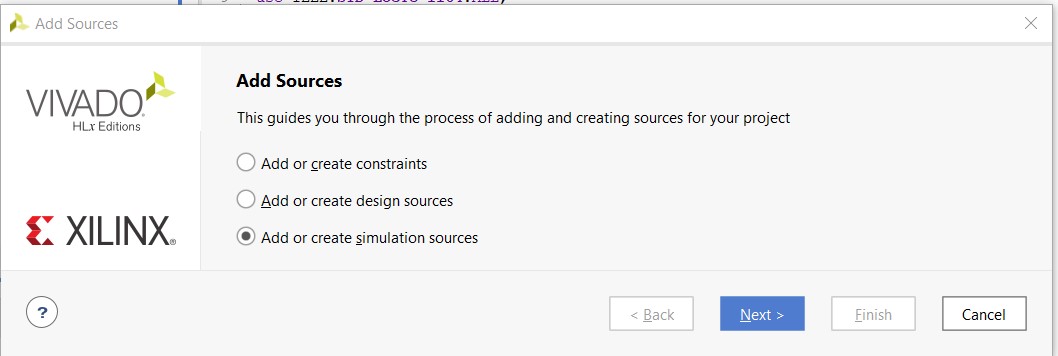 Add Sources
VIVADO
HLx Editions
XILINX
Add Sources
This guides you through the process of adding and creating sources for your project
Add or create constraints
Add or create design sources
Add or create simulation sources
?
< Back
Next >
Finish
Cancel